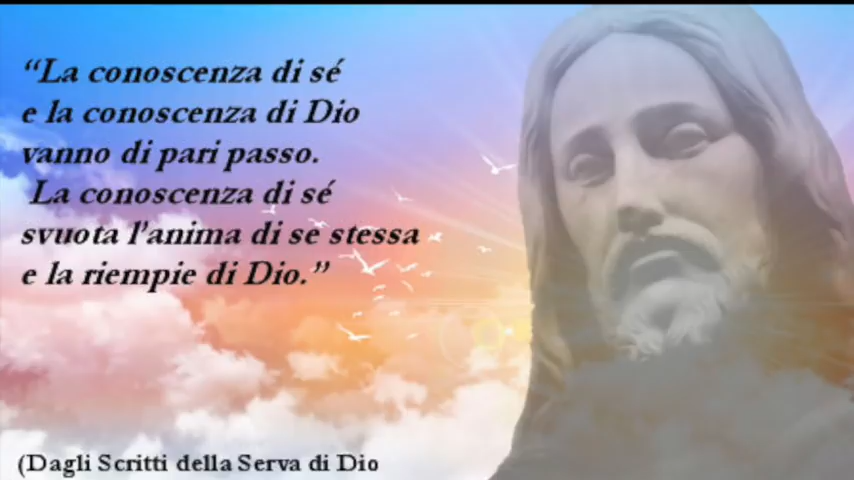 “La conoscenza di sé
e la conoscenza di Dio
vanno di pari passo.
La conoscenza di sé
svuota l’anima di se stessa
e la riempie di Dio.”
(Dagli Scritti della Serva di Dio